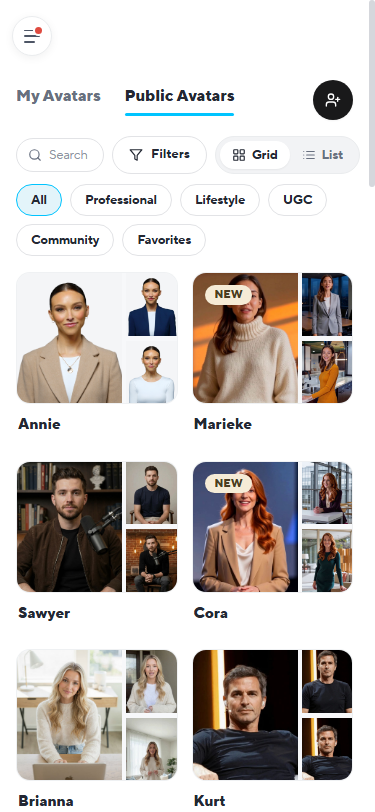 My Avatars
Public Avatars
Search
Filters
Grid
List
All
Professional
Lifestyle
UGC
Community
Favorites
NEW
Annie
Marieke
NEW
Sawyer
Cora
Brianna
Kurt